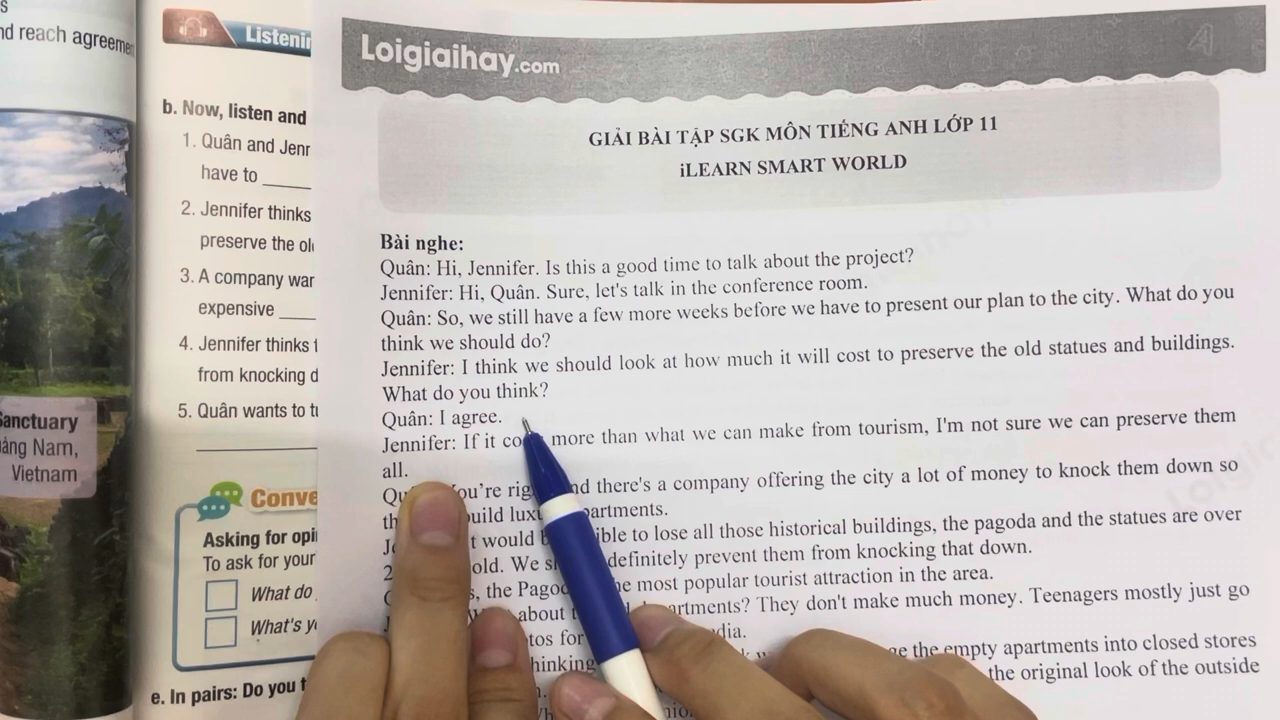 nd reach agreeme
Sanctuary
ảng Nam,
Vietnam
Listenin
b. Now, listen and
1. Quân and Jenr
have to
2. Jennifer thinks
preserve the ol
3. A company war
expensive
4. Jennifer thinks t
from knocking d
5. Quân wants to tu
Conve
Asking for opi
To ask for your
What do
What's y
e. In pairs: Do you t
Loigiaihay.com
GIẢI BÀI TẬP SGK MÔN TIẾNG ANH LỚP 11
iLEARN SMART WORLD
Bài nghe:
Quân: Hi, Jennifer. Is this a good time to talk about the project?
Jennifer: Hi, Quân. Sure, let's talk in the conference room.
Quân: So, we still have a few more weeks before we have to present our plan to the city. What do you
think we should do?
Jennifer: I think we should look at how much it will cost to preserve the old statues and buildings.
What do you think?
Quân: I agree.
Jennifer: If it more than what we can make from tourism, I'm not sure we can preserve them
all.
You're nd there's a company offering the city a lot of money to knock them down so
uild partments.
t would ible to lose all those historical buildings, the pagoda and the statues are over
2 old. We definitely prevent them from knocking that down.
s, the Pagod he most popular tourist attraction in the area.
about artments? They don't make much money. Teenagers mostly just go
tos for dia.
hinking ge the empty apartments into closed stores
the original look of the outside